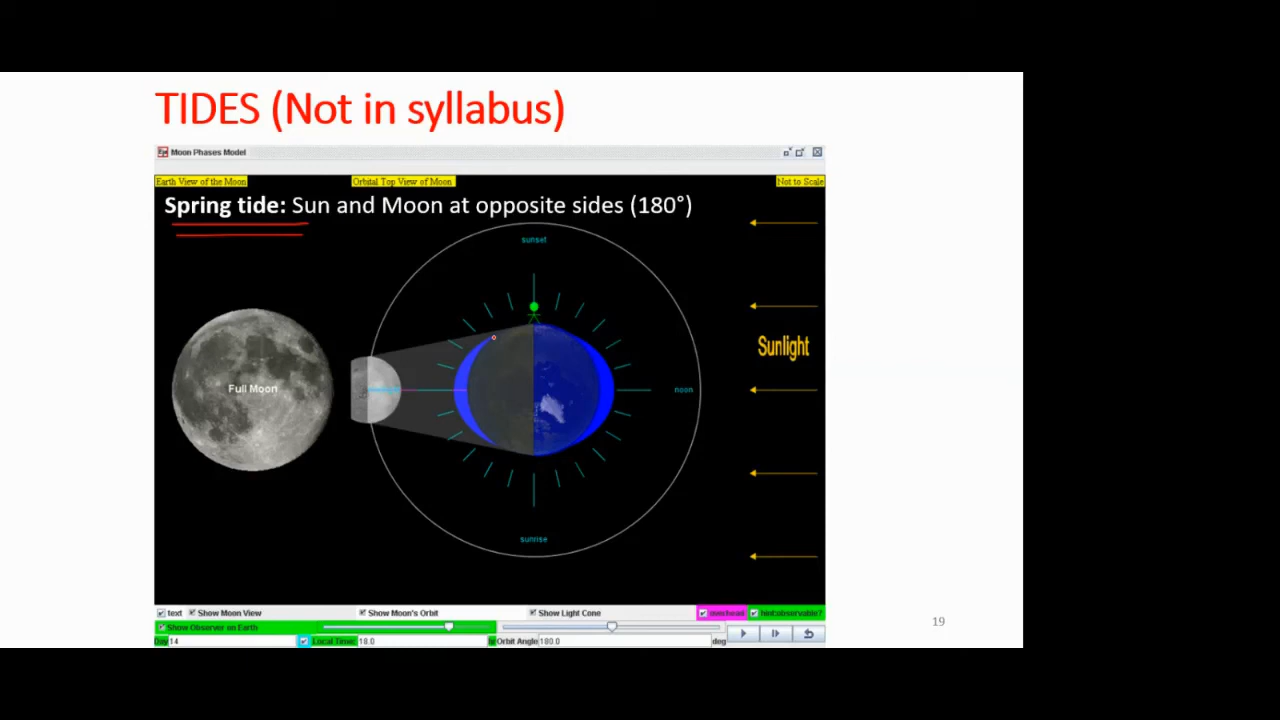 TIDES (Not in syllabus)
Moon Phases Model
Earth View of the Moon
Orbital Top View of Moon
Not to Scale
Spring tide: Sun and Moon at opposite sides (180°)
sunset
Sunlight
Full Moon
noon
sunrise
text
Show Moon View
Show Moon's Orbit
Show Light Cone
overhead
hint:observable?
Show Observer on Earth
19
Day 14
Local Time: 18.0
Orbit Angle 180.0
deg